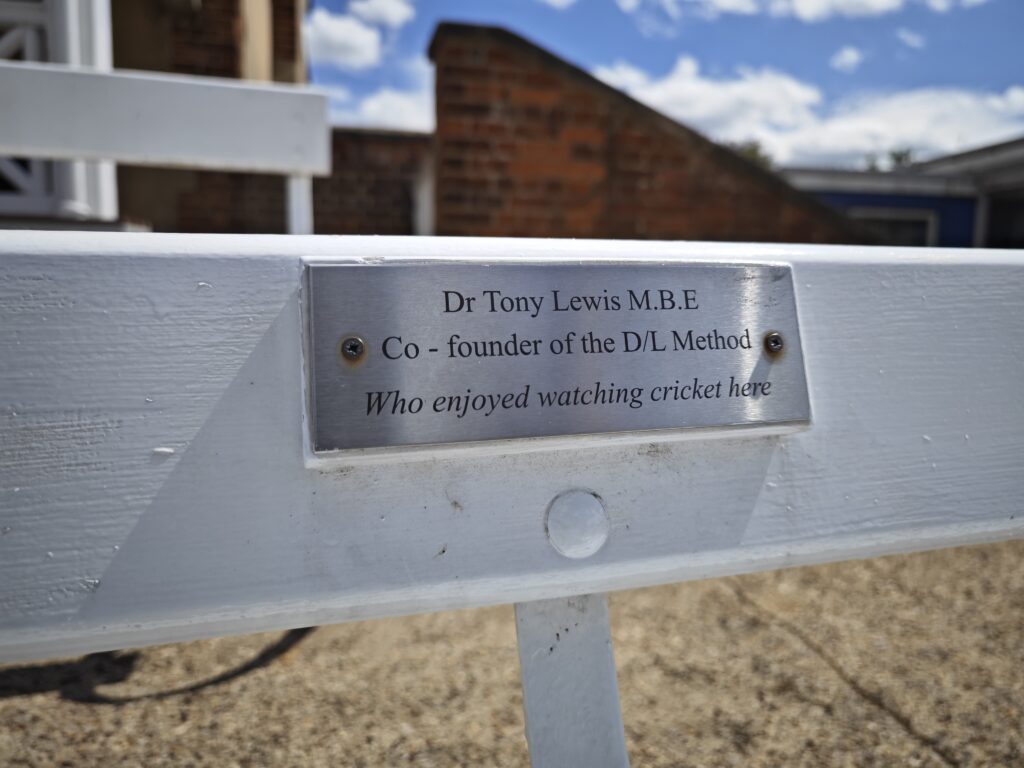 Dr Tony Lewis M.B.E
Co - founder of the D/L Method
Who enjoyed watching cricket here